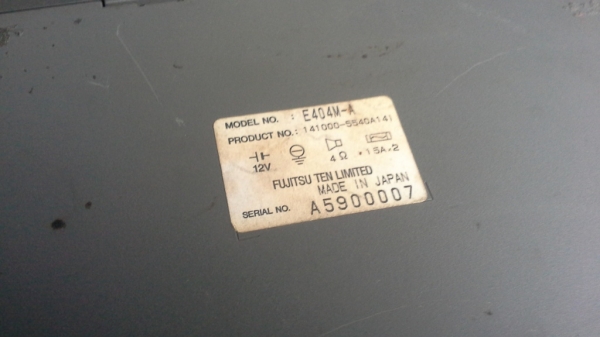 MODEL NO. : E404M-A
PRODUCT NO.: 141000-5540A141
12V 4Ω •15A×2
FUJITSU TEN LIMITED
MADE IN JAPAN
SERIAL NO. A5900007